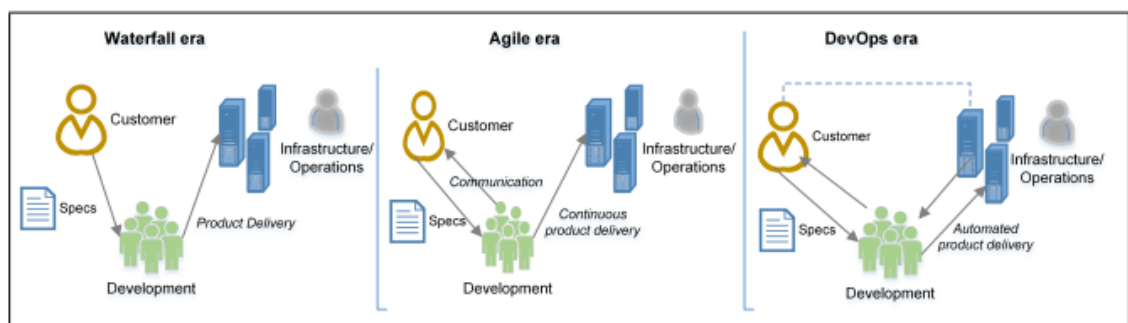 Waterfall era
Customer
Infrastructure/
Operations
Specs
Product Delivery
Development
Agile era
Customer
Infrastructure/
Operations
Communication
Specs
Continuous
product delivery
Development
DevOps era
Customer
Infrastructure/
Operations
Specs
Automated
product delivery
Development